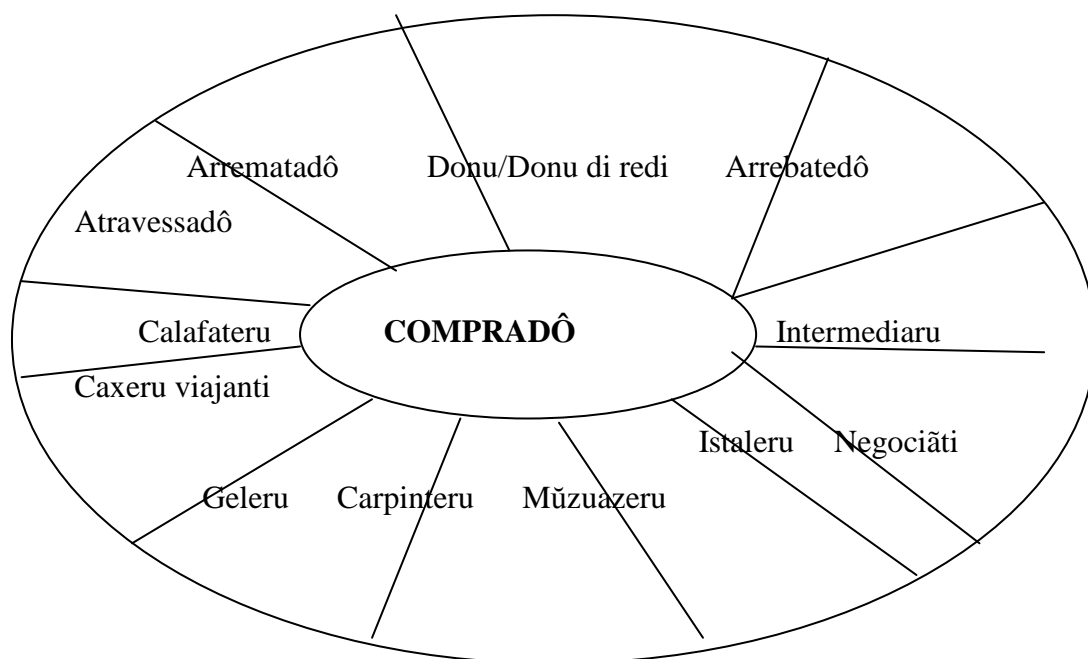 Arrematadô Donu/Donu di redi Arrebatedô
Atravessadô
Calafateru COMPRADÔ Intermediaru
Caxeru viajanti
Istaleru Negociãti
Geleru Carpinteru Mŭzuazeru